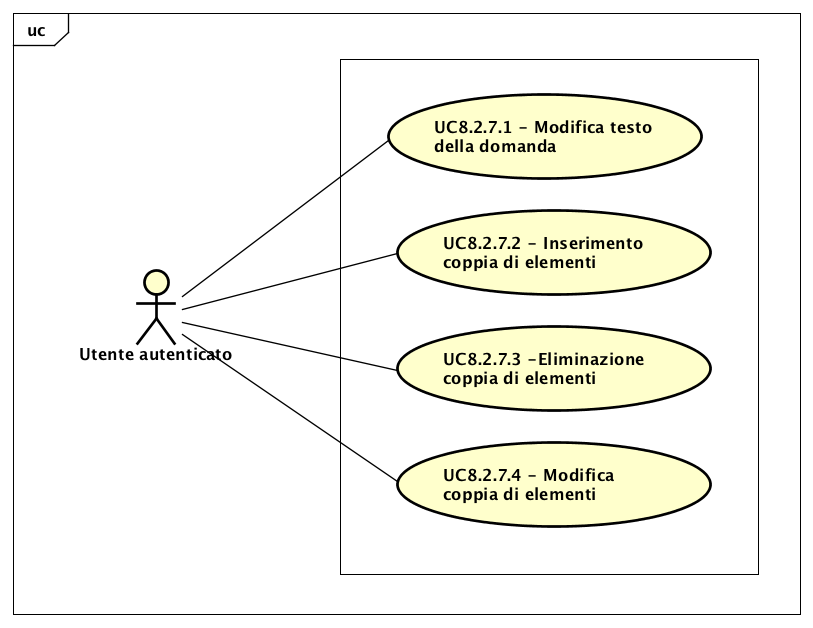 uc
UC8.2.7.1 - Modifica testo
della domanda
UC8.2.7.2 - Inserimento
coppia di elementi
Utente autenticato
UC8.2.7.3 -Eliminazione
coppia di elementi
UC8.2.7.4 - Modifica
coppia di elementi